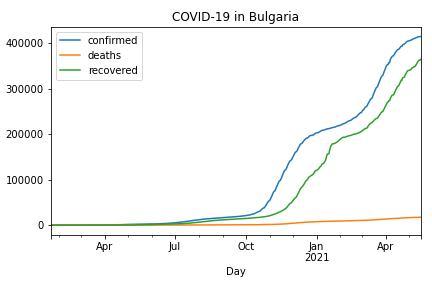 COVID-19 in Bulgaria
confirmed
deaths
recovered
400000
300000
200000
100000
0
Apr
Jul
Oct
Jan
2021
Apr
Day